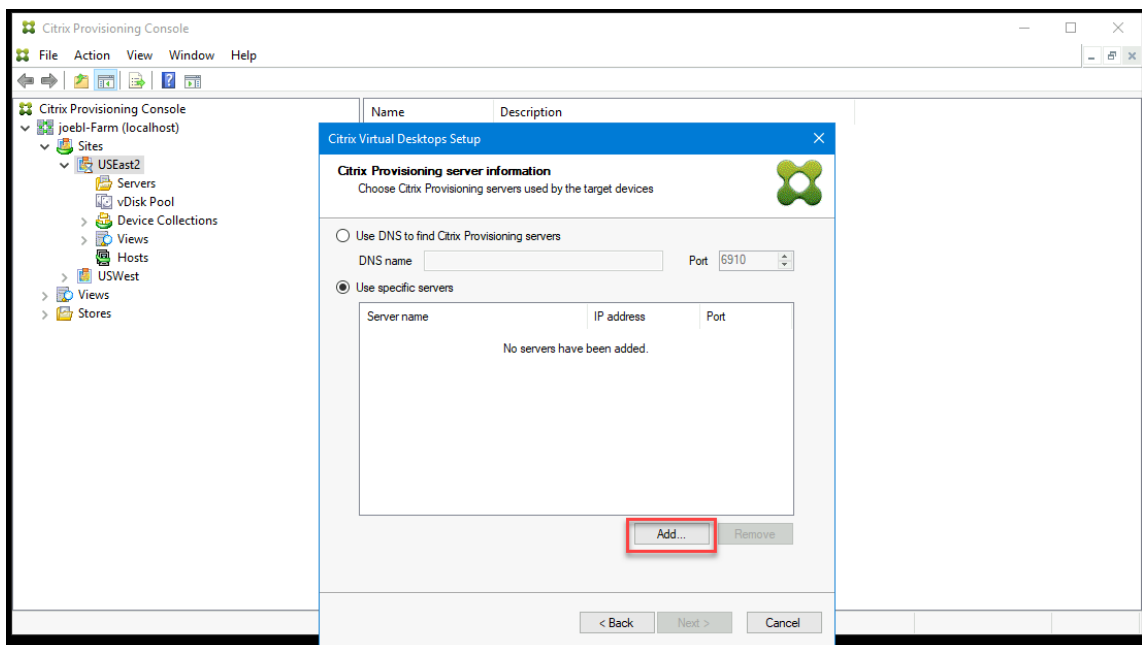 Citrix Provisioning Console
File Action View Window Help
Citrix Provisioning Console
joebl-Farm (localhost)
Sites
USEast2
Servers
vDisk Pool
Device Collections
Views
Hosts
USWest
Views
Stores
Name Description
Citrix Virtual Desktops Setup
Citrix Provisioning server information
Choose Citrix Provisioning servers used by the target devices
Use DNS to find Citrix Provisioning servers
DNS name Port 6910
Use specific servers
Server name IP address Port
No servers have been added.
Add... Remove
< Back Next > Cancel